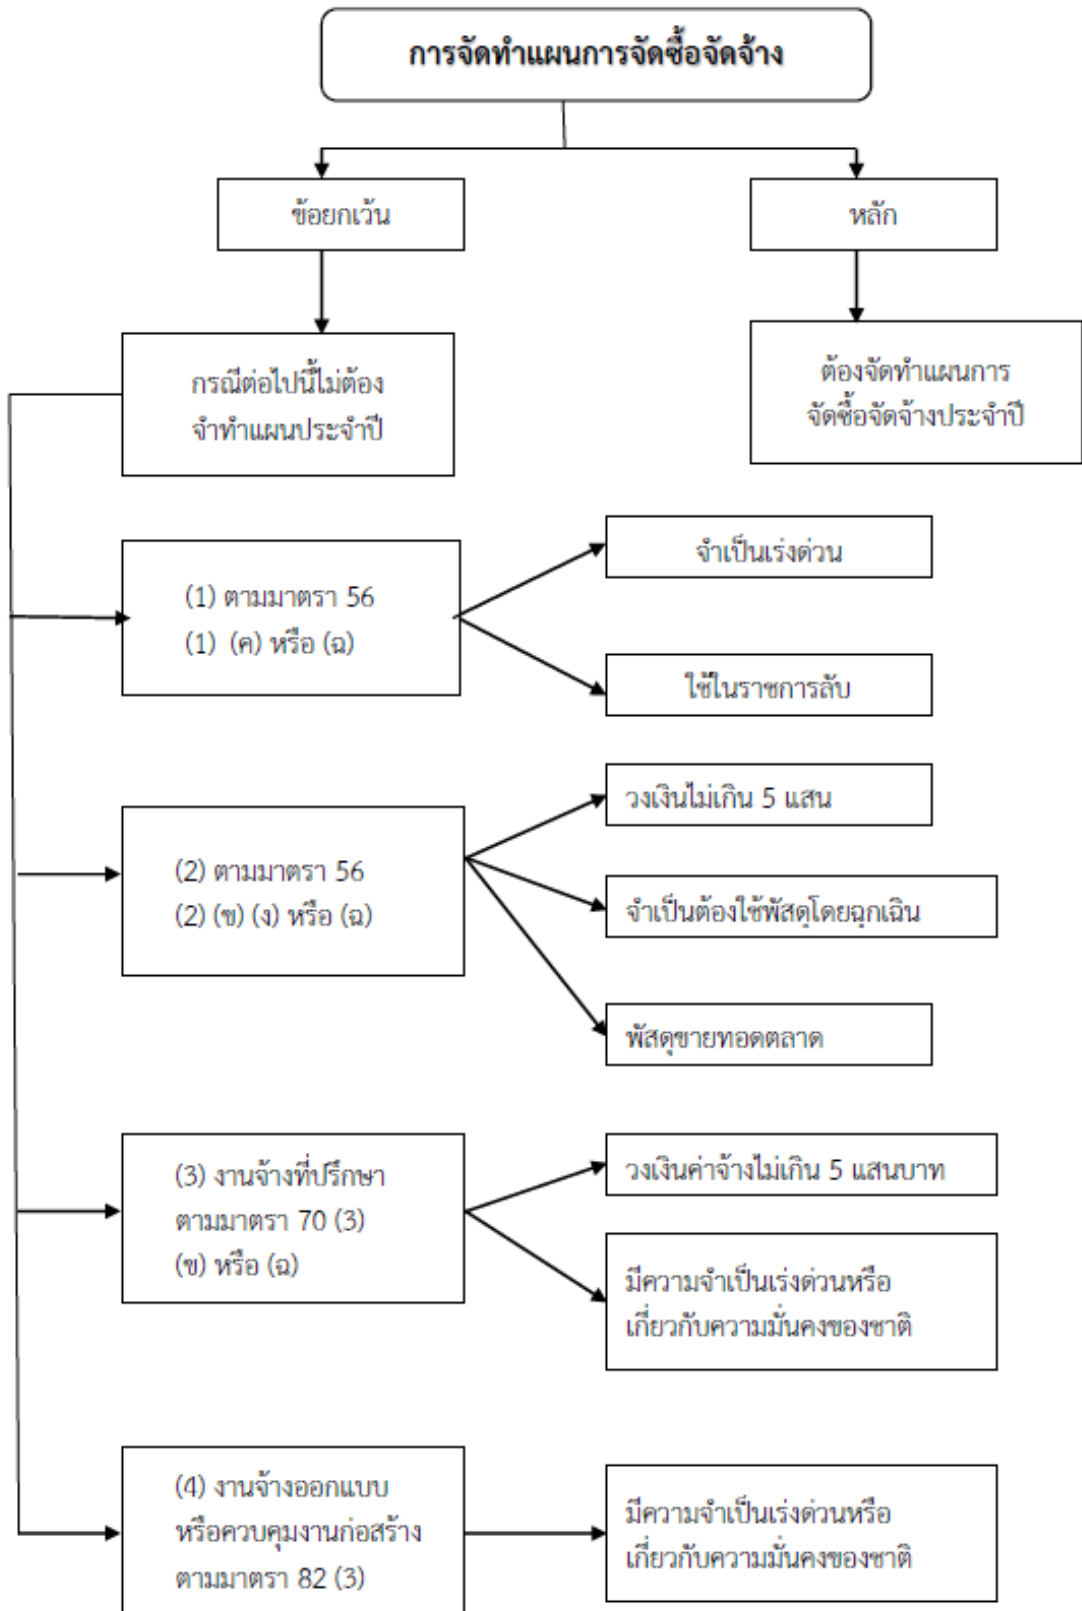 การจัดทำแผนการจัดซื้อจัดจ้าง
ข้อยกเว้น
หลัก
กรณีต่อไปนี้ไม่ต้อง
จำทำแผนประจำปี
ต้องจัดทำแผนการ
จัดซื้อจัดจ้างประจำปี
(1) ตามมาตรา 56
(1) (ค) หรือ (ฉ)
จำเป็นเร่งด่วน
ใช้ในราชการลับ
(2) ตามมาตรา 56
(2) (ข) (ง) หรือ (ฉ)
วงเงินไม่เกิน 5 แสน
จำเป็นต้องใช้พัสดุโดยฉุกเฉิน
พัสดุขายทอดตลาด
(3) งานจ้างที่ปรึกษา
ตามมาตรา 70 (3)
(ข) หรือ (ฉ)
วงเงินค่าจ้างไม่เกิน 5 แสนบาท
มีความจำเป็นเร่งด่วนหรือ
เกี่ยวกับความมั่นคงของชาติ
(4) งานจ้างออกแบบ
หรือควบคุมงานก่อสร้าง
ตามมาตรา 82 (3)
มีความจำเป็นเร่งด่วนหรือ
เกี่ยวกับความมั่นคงของชาติ